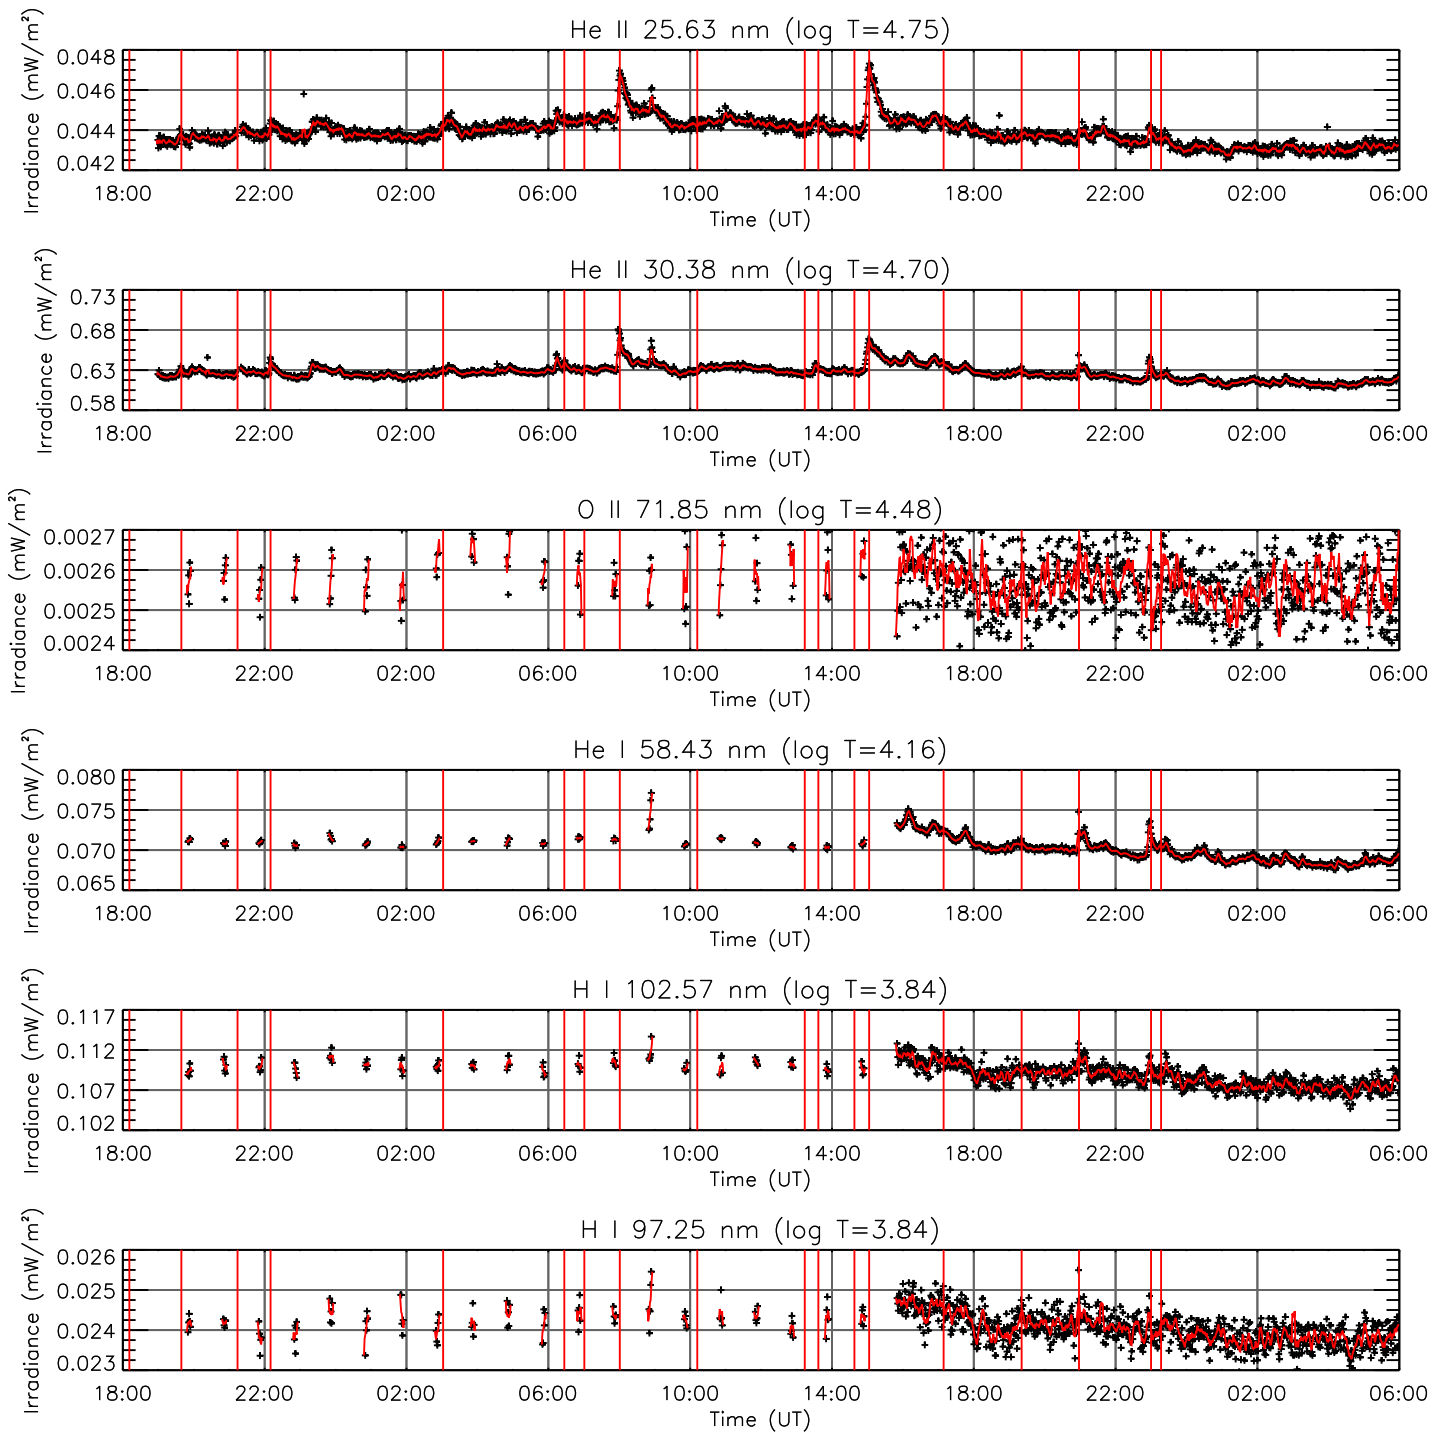 He II 25.63 nm (log T=4.75)
Irradiance (mW/m²)
0.048
0.046
0.044
0.042
18:00 22:00 02:00 06:00 10:00 14:00 18:00 22:00 02:00 06:00
Time (UT)
He II 30.38 nm (log T=4.70)
Irradiance (mW/m²)
0.73
0.68
0.63
0.58
18:00 22:00 02:00 06:00 10:00 14:00 18:00 22:00 02:00 06:00
Time (UT)
O II 71.85 nm (log T=4.48)
Irradiance (mW/m²)
0.0027
0.0026
0.0025
0.0024
18:00 22:00 02:00 06:00 10:00 14:00 18:00 22:00 02:00 06:00
Time (UT)
He I 58.43 nm (log T=4.16)
Irradiance (mW/m²)
0.080
0.075
0.070
0.065
18:00 22:00 02:00 06:00 10:00 14:00 18:00 22:00 02:00 06:00
Time (UT)
H I 102.57 nm (log T=3.84)
Irradiance (mW/m²)
0.117
0.112
0.107
0.102
18:00 22:00 02:00 06:00 10:00 14:00 18:00 22:00 02:00 06:00
Time (UT)
H I 97.25 nm (log T=3.84)
Irradiance (mW/m²)
0.026
0.025
0.024
0.023
18:00 22:00 02:00 06:00 10:00 14:00 18:00 22:00 02:00 06:00
Time (UT)